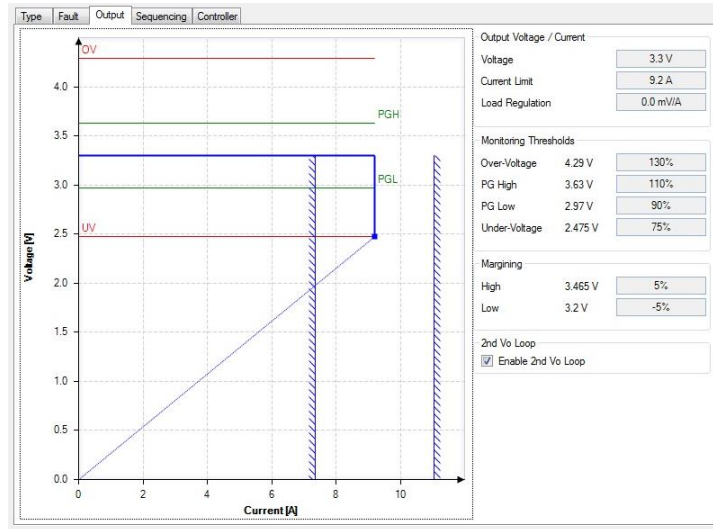 Type Fault Output Sequencing Controller
OV
PGH
PGL
UV
4.0
3.5
3.0
2.5
2.0
1.5
1.0
0.5
0.0
Voltage [V]
0 2 4 6 8 10
Current [A]
Output Voltage / Current
Voltage 3.3 V
Current Limit 9.2 A
Load Regulation 0.0 mV/A
Monitoring Thresholds
Over-Voltage 4.29 V 130%
PG High 3.63 V 110%
PG Low 2.97 V 90%
Under-Voltage 2.475 V 75%
Margining
High 3.465 V 5%
Low 3.2 V -5%
2nd Vo Loop
Enable 2nd Vo Loop